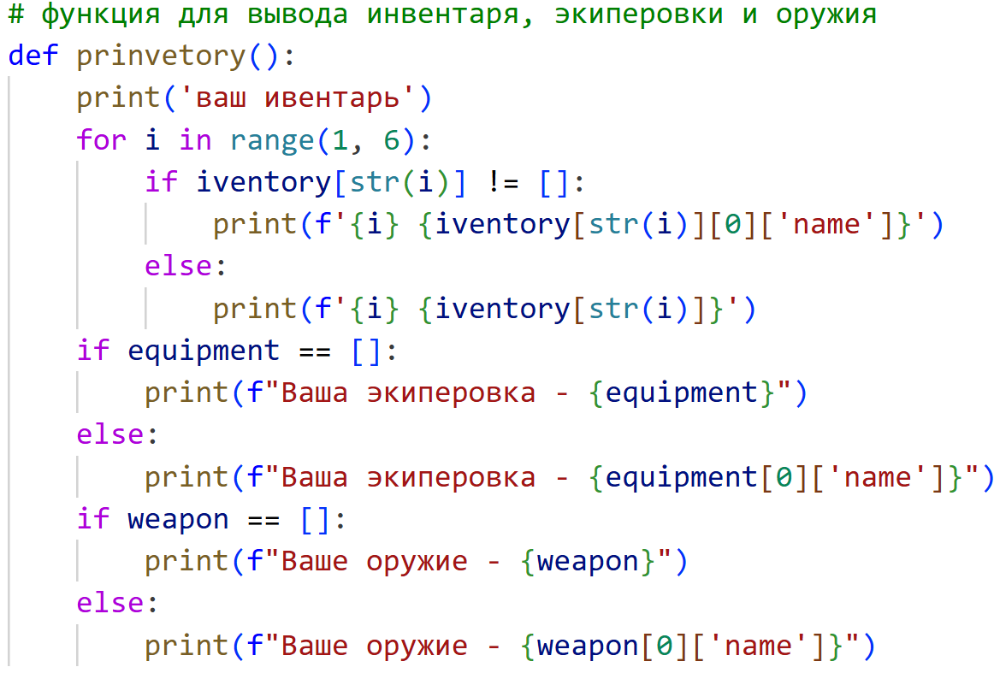 # функция для вывода инвентаря, экиперовки и оружия
def prinvetory():
    print('ваш ивентарь')
    for i in range(1, 6):
        if iventory[str(i)] != []:
            print(f'{i} {iventory[str(i)][0]['name']}')
        else:
            print(f'{i} {iventory[str(i)]}')
    if equipment == []:
        print(f"Ваша экиперовка - {equipment}")
    else:
        print(f"Ваша экиперовка - {equipment[0]['name']}")
    if weapon == []:
        print(f"Ваше оружие - {weapon}")
    else:
        print(f"Ваше оружие - {weapon[0]['name']}")